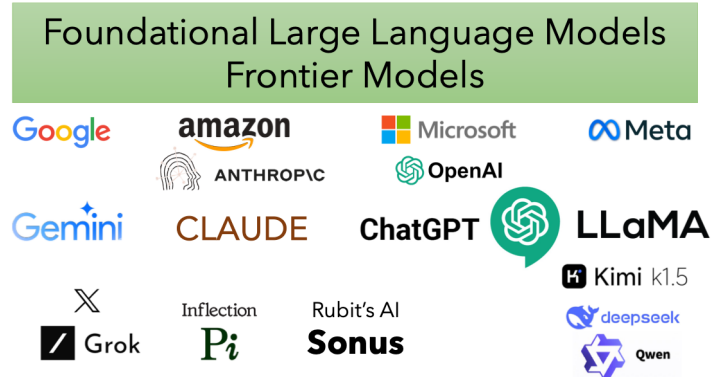 Foundational Large Language Models
Frontier Models
Google
amazon
Microsoft
Meta
ANTHROP\C
OpenAI
Gemini
CLAUDE
ChatGPT
LLaMA
Kimi k1.5
X
Inflection
Rubit's AI
deepseek
Grok
Pi
Sonus
Qwen